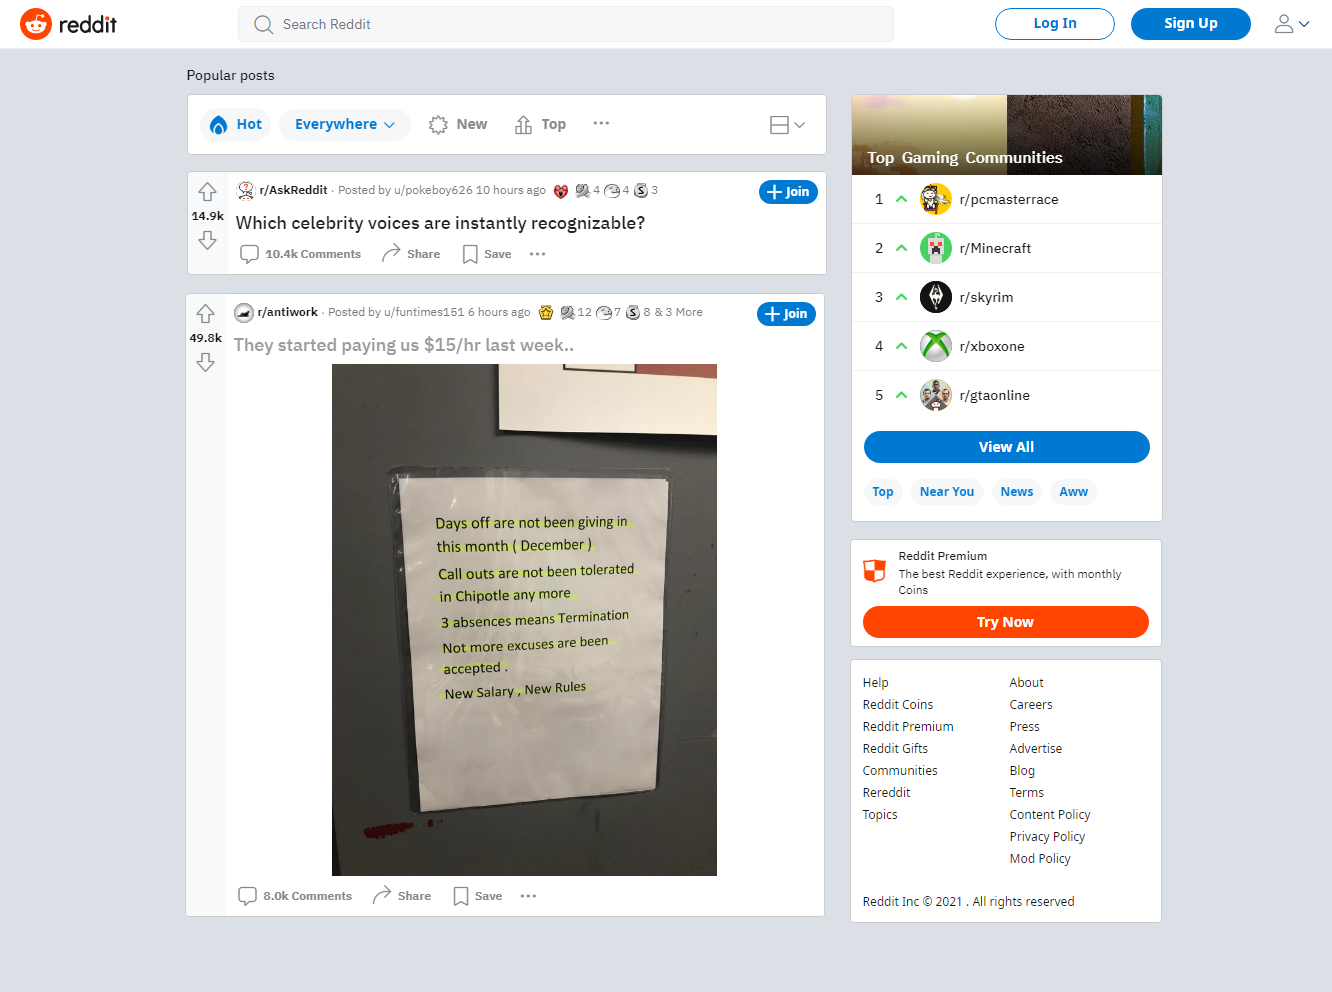 reddit
Search Reddit
Log In
Sign Up
Popular posts
Hot
Everywhere
New
Top
r/AskReddit · Posted by u/pokeboy626 10 hours ago 4 4 3
Join
14.9k
Which celebrity voices are instantly recognizable?
10.4k Comments
Share
Save
r/antiwork · Posted by u/funtimes151 6 hours ago 12 7 8 & 3 More
Join
49.8k
They started paying us $15/hr last week..
Days off are not been giving in
this month ( December )
Call outs are not been tolerated
in Chipotle any more
3 absences means Termination
Not more excuses are been
accepted .
New Salary , New Rules
8.0k Comments
Share
Save
Top Gaming Communities
1 r/pcmasterrace
2 r/Minecraft
3 r/skyrim
4 r/xboxone
5 r/gtaonline
View All
Top
Near You
News
Aww
Reddit Premium
The best Reddit experience, with monthly
Coins
Try Now
Help
Reddit Coins
Reddit Premium
Reddit Gifts
Communities
Rereddit
Topics
About
Careers
Press
Advertise
Blog
Terms
Content Policy
Privacy Policy
Mod Policy
Reddit Inc © 2021 . All rights reserved